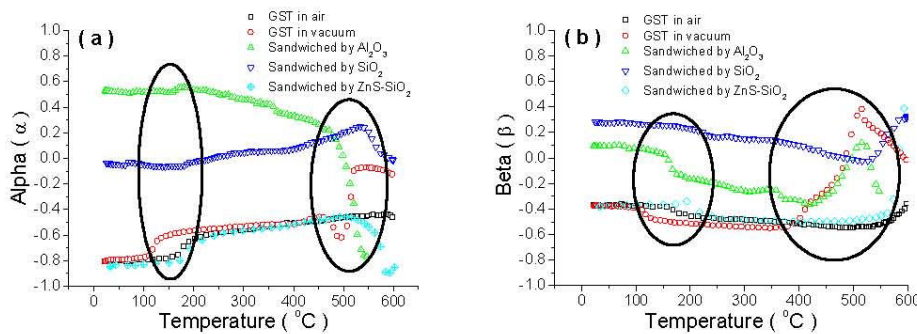 ( a )
GST in air
GST in vacuum
Sandwiched by Al₂O₃
Sandwiched by SiO₂
Sandwiched by ZnS-SiO₂
1.0
0.8
0.6
0.4
0.2
0.0
-0.2
-0.4
-0.6
-0.8
-1.0
Alpha ( α )
0 100 200 300 400 500 600
Temperature ( °C )
( b )
GST in air
GST in vacuum
Sandwiched by Al₂O₃
Sandwiched by SiO₂
Sandwiched by ZnS-SiO₂
1.0
0.8
0.6
0.4
0.2
0.0
-0.2
-0.4
-0.6
-0.8
-1.0
Beta ( β )
0 100 200 300 400 500 600
Temperature ( °C )